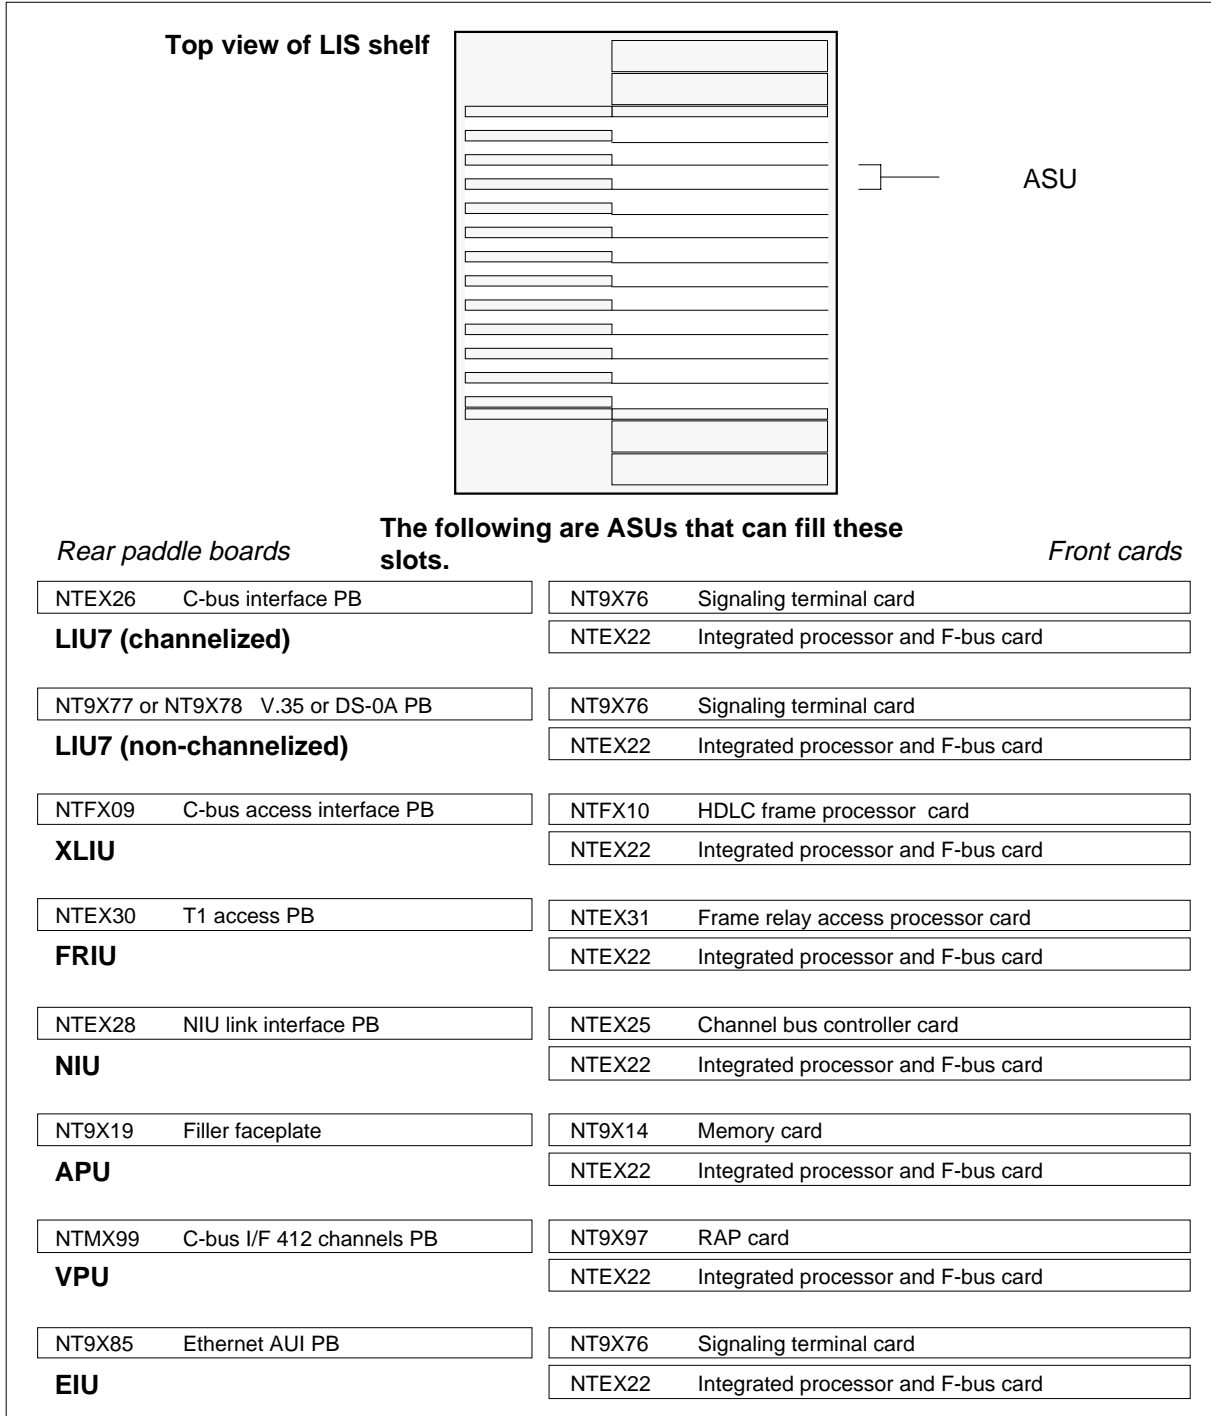 Top view of LIS shelf
ASU
The following are ASUs that can fill these
slots.
Rear paddle boards
Front cards
NTEX26 C-bus interface PB
NT9X76 Signaling terminal card
LIU7 (channelized)
NTEX22 Integrated processor and F-bus card
NT9X77 or NT9X78 V.35 or DS-0A PB
NT9X76 Signaling terminal card
LIU7 (non-channelized)
NTEX22 Integrated processor and F-bus card
NTFX09 C-bus access interface PB
NTFX10 HDLC frame processor card
XLIU
NTEX22 Integrated processor and F-bus card
NTEX30 T1 access PB
NTEX31 Frame relay access processor card
FRIU
NTEX22 Integrated processor and F-bus card
NTEX28 NIU link interface PB
NTEX25 Channel bus controller card
NIU
NTEX22 Integrated processor and F-bus card
NT9X19 Filler faceplate
NT9X14 Memory card
APU
NTEX22 Integrated processor and F-bus card
NTMX99 C-bus I/F 412 channels PB
NT9X97 RAP card
VPU
NTEX22 Integrated processor and F-bus card
NT9X85 Ethernet AUI PB
NT9X76 Signaling terminal card
EIU
NTEX22 Integrated processor and F-bus card